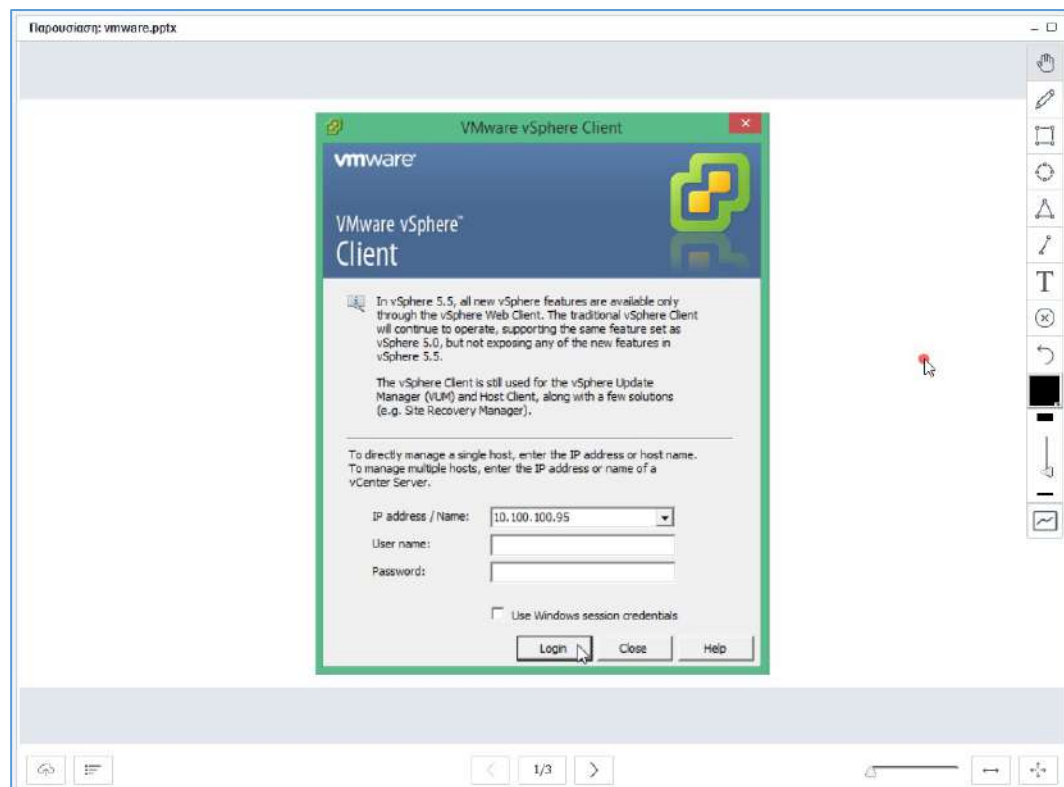 Παρουσίαση: vmware.pptx
VMware vSphere Client
vmware
VMware vSphere™
Client
In vSphere 5.5, all new vSphere features are available only
through the vSphere Web Client. The traditional vSphere Client
will continue to operate, supporting the same feature set as
vSphere 5.0, but not exposing any of the new features in
vSphere 5.5.
The vSphere Client is still used for the vSphere Update
Manager (VUM) and Host Client, along with a few solutions
(e.g. Site Recovery Manager).
To directly manage a single host, enter the IP address or host name.
To manage multiple hosts, enter the IP address or name of a
vCenter Server.
IP address / Name: 10.100.100.95
User name:
Password:
Use Windows session credentials
Login Close Help
T
1/3